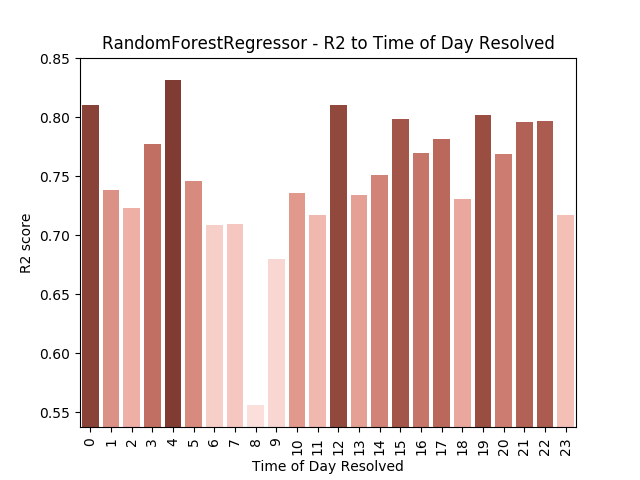 RandomForestRegressor - R2 to Time of Day Resolved
0.85
0.80
0.75
0.70
0.65
0.60
0.55
R2 score
0 1 2 3 4 5 6 7 8 9 10 11 12 13 14 15 16 17 18 19 20 21 22 23
Time of Day Resolved